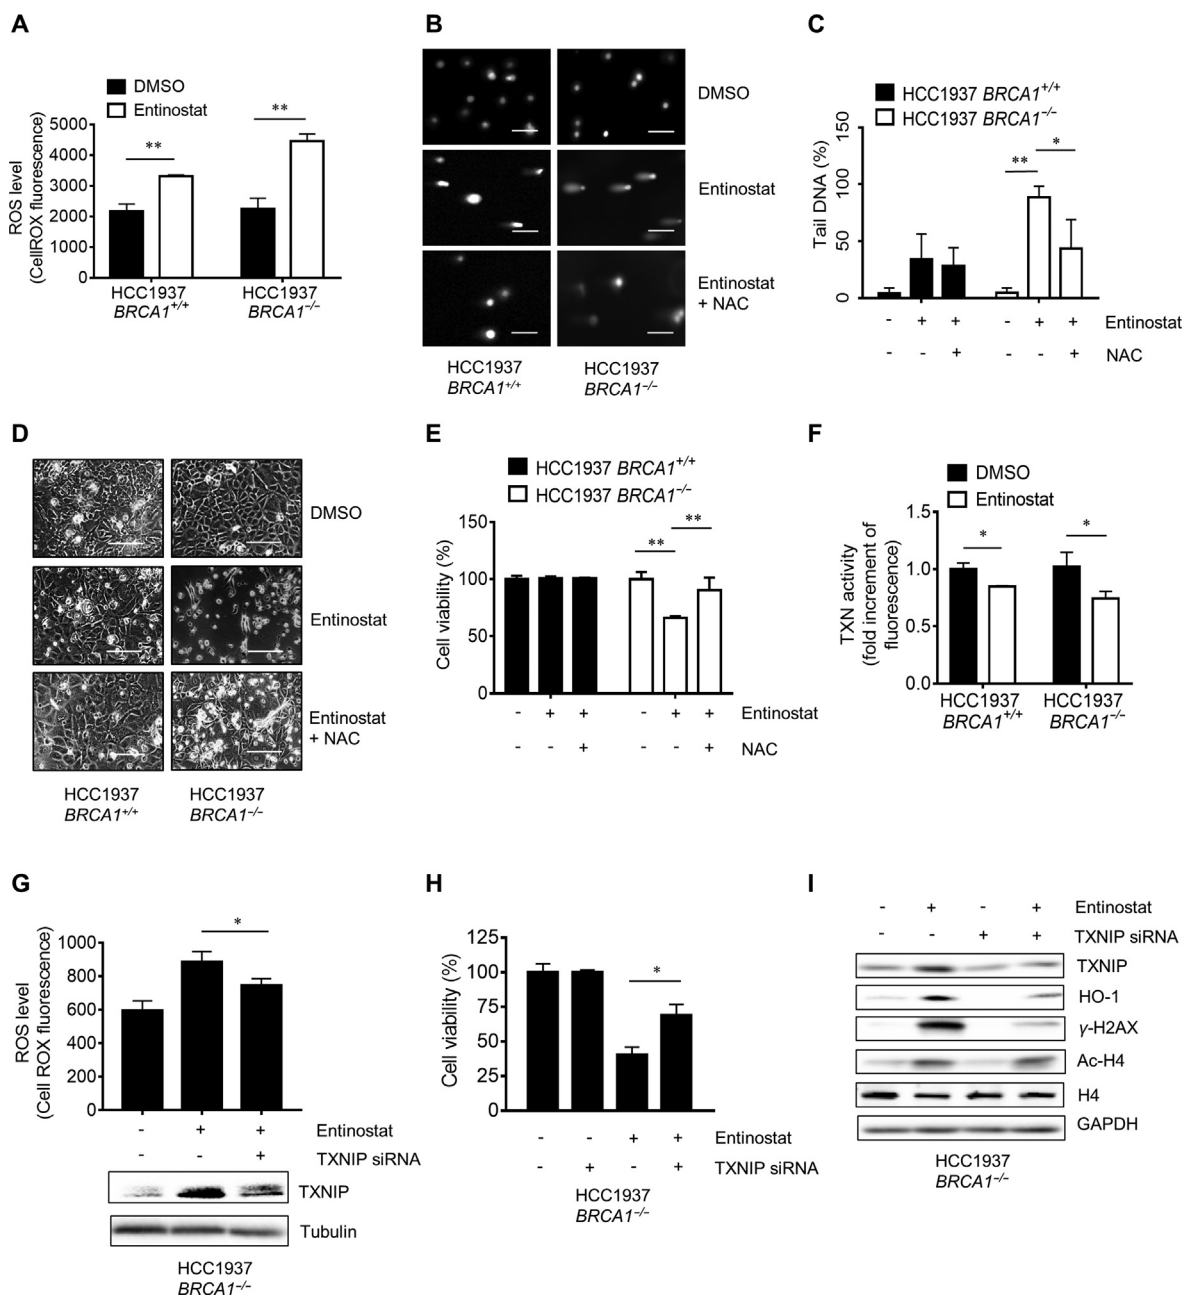 A
DMSO
Entinostat
ROS level
(CellROX fluorescence)
5000
4000
3000
2000
1000
0
**
**
HCC1937
BRCA1+/+
HCC1937
BRCA1−/−
B
DMSO
Entinostat
Entinostat
+ NAC
HCC1937
BRCA1+/+
HCC1937
BRCA1−/−
C
HCC1937 BRCA1+/+
HCC1937 BRCA1−/−
Tail DNA (%)
150
100
50
0
**
*
- + + - + + Entinostat
- - + - - + NAC
D
DMSO
Entinostat
Entinostat
+ NAC
HCC1937
BRCA1+/+
HCC1937
BRCA1−/−
E
HCC1937 BRCA1+/+
HCC1937 BRCA1−/−
Cell viability (%)
150
100
50
0
**
**
- + + - + + Entinostat
- - + - - + NAC
F
DMSO
Entinostat
TXN activity
(fold increment of
fluorescence)
1.5
1.0
0.5
0.0
*
*
HCC1937
BRCA1+/+
HCC1937
BRCA1−/−
G
ROS level
(Cell ROX fluorescence)
1000
800
600
400
200
0
*
- + + Entinostat
- - + TXNIP siRNA
TXNIP
Tubulin
HCC1937
BRCA1−/−
H
Cell viability (%)
125
100
75
50
25
0
*
- - + + Entinostat
- + - + TXNIP siRNA
HCC1937
BRCA1−/−
I
- + - + Entinostat
- - + + TXNIP siRNA
TXNIP
HO-1
γ-H2AX
Ac-H4
H4
GAPDH
HCC1937
BRCA1−/−